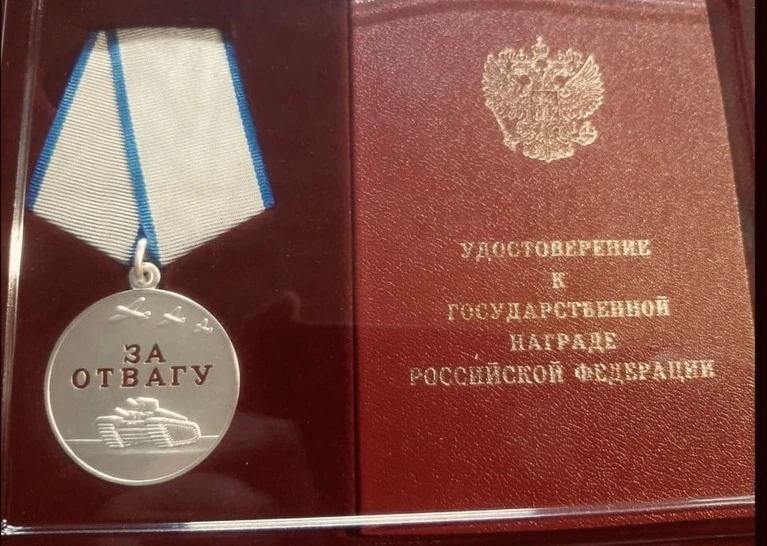 ЗА
ОТВАГУ
УДОСТОВЕРЕНИЕ
К
ГОСУДАРСТВЕННОЙ
НАГРАДЕ
РОССИЙСКОЙ ФЕДЕРАЦИИ